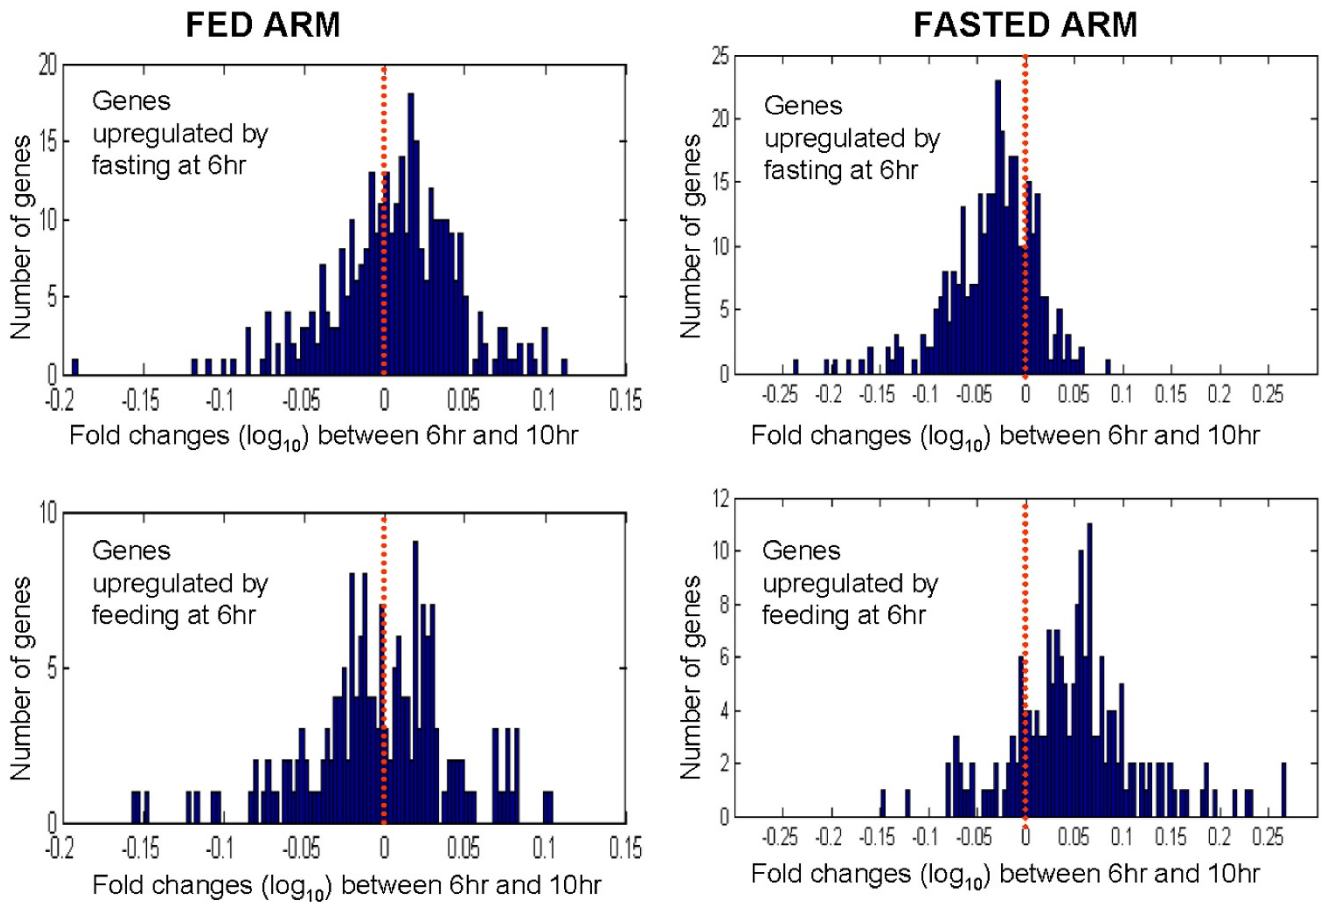 FED ARM
FASTED ARM
Genes
upregulated by
fasting at 6hr
Number of genes
20
15
10
5
0
-0.2 -0.15 -0.1 -0.05 0 0.05 0.1 0.15
Fold changes (log10) between 6hr and 10hr
Genes
upregulated by
fasting at 6hr
Number of genes
25
20
15
10
5
0
-0.25 -0.2 -0.15 -0.1 -0.05 0 0.05 0.1 0.15 0.2 0.25
Fold changes (log10) between 6hr and 10hr
Genes
upregulated by
feeding at 6hr
Number of genes
10
5
0
-0.2 -0.15 -0.1 -0.05 0 0.05 0.1 0.15
Fold changes (log10) between 6hr and 10hr
Genes
upregulated by
feeding at 6hr
Number of genes
12
10
8
6
4
2
0
-0.25 -0.2 -0.15 -0.1 -0.05 0 0.05 0.1 0.15 0.2 0.25
Fold changes (log10) between 6hr and 10hr